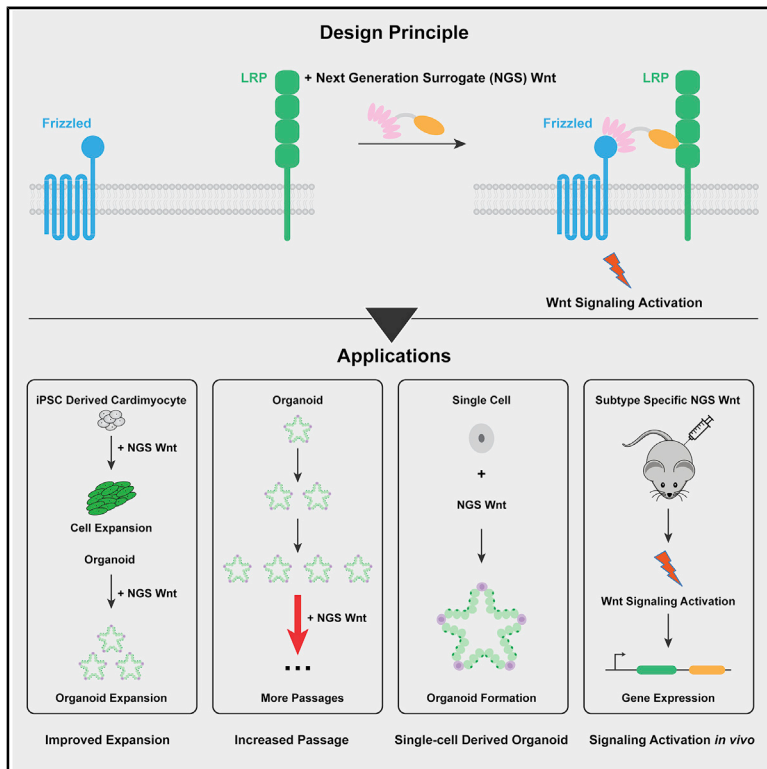 Design Principle
LRP
+ Next Generation Surrogate (NGS) Wnt
LRP
Frizzled
Frizzled
Wnt Signaling Activation
Applications
iPSC Derived Cardimyocyte
+ NGS Wnt
Cell Expansion
Organoid
+ NGS Wnt
Organoid Expansion
Improved Expansion
Organoid
+ NGS Wnt
...
More Passages
Increased Passage
Single Cell
+
NGS Wnt
Organoid Formation
Single-cell Derived Organoid
Subtype Specific NGS Wnt
Wnt Signaling Activation
Gene Expression
Signaling Activation in vivo